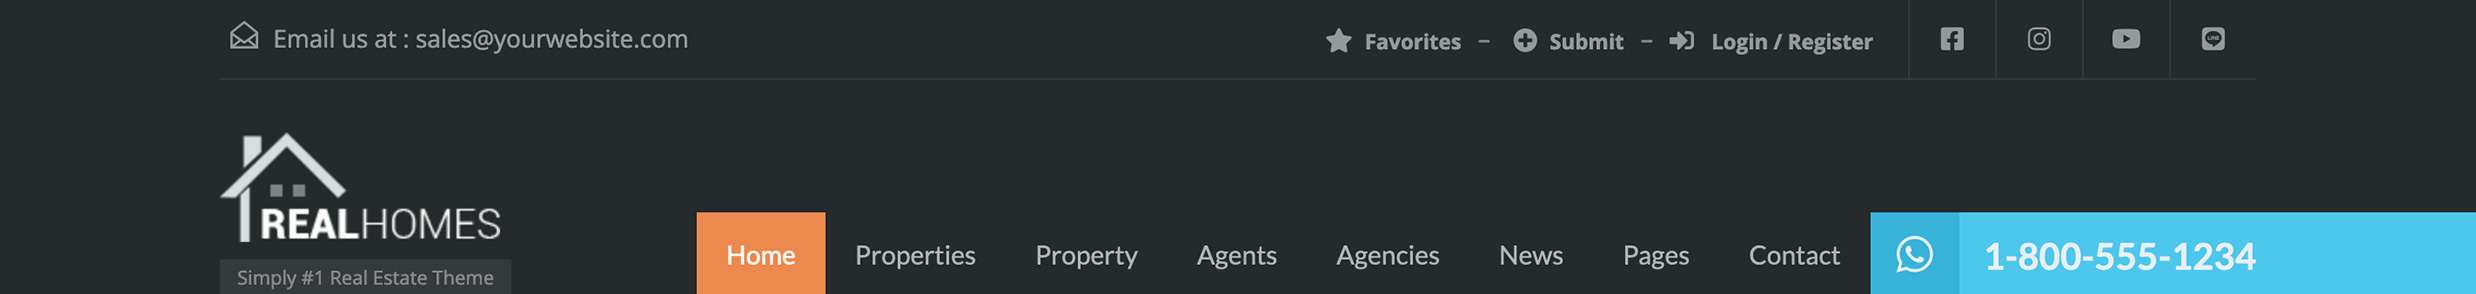 Email us at : sales@yourwebsite.com
Favorites – Submit – Login / Register
LINE
REALHOMES
Simply #1 Real Estate Theme
Home Properties Property Agents Agencies News Pages Contact 1-800-555-1234